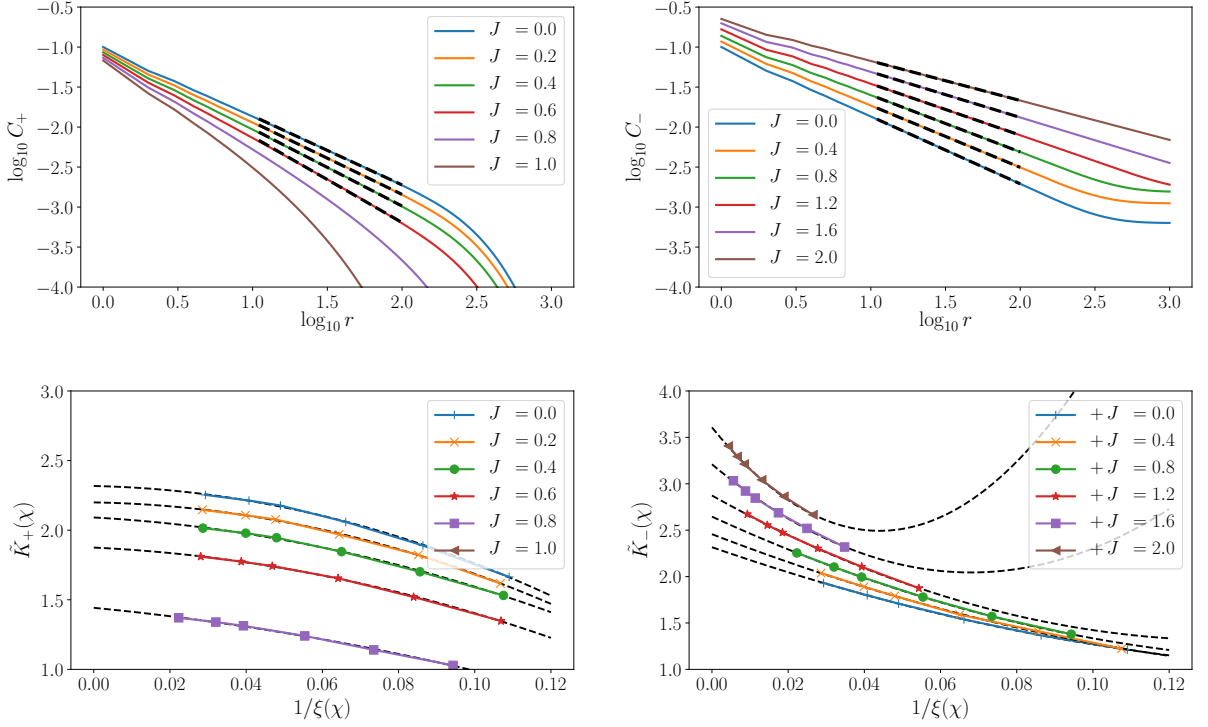 −0.5
−1.0
−1.5
−2.0
−2.5
−3.0
−3.5
−4.0
log₁₀ C₊
0.0 0.5 1.0 1.5 2.0 2.5 3.0
log₁₀ r
J = 0.0
J = 0.2
J = 0.4
J = 0.6
J = 0.8
J = 1.0
−0.5
−1.0
−1.5
−2.0
−2.5
−3.0
−3.5
−4.0
log₁₀ C₋
0.0 0.5 1.0 1.5 2.0 2.5 3.0
log₁₀ r
J = 0.0
J = 0.4
J = 0.8
J = 1.2
J = 1.6
J = 2.0
3.0
2.5
2.0
1.5
1.0
K̃₊(χ)
0.00 0.02 0.04 0.06 0.08 0.10 0.12
1/ξ(χ)
J = 0.0
J = 0.2
J = 0.4
J = 0.6
J = 0.8
J = 1.0
4.0
3.5
3.0
2.5
2.0
1.5
1.0
K̃₋(χ)
0.00 0.02 0.04 0.06 0.08 0.10 0.12
1/ξ(χ)
+ J = 0.0
+ J = 0.4
+ J = 0.8
+ J = 1.2
+ J = 1.6
+ J = 2.0